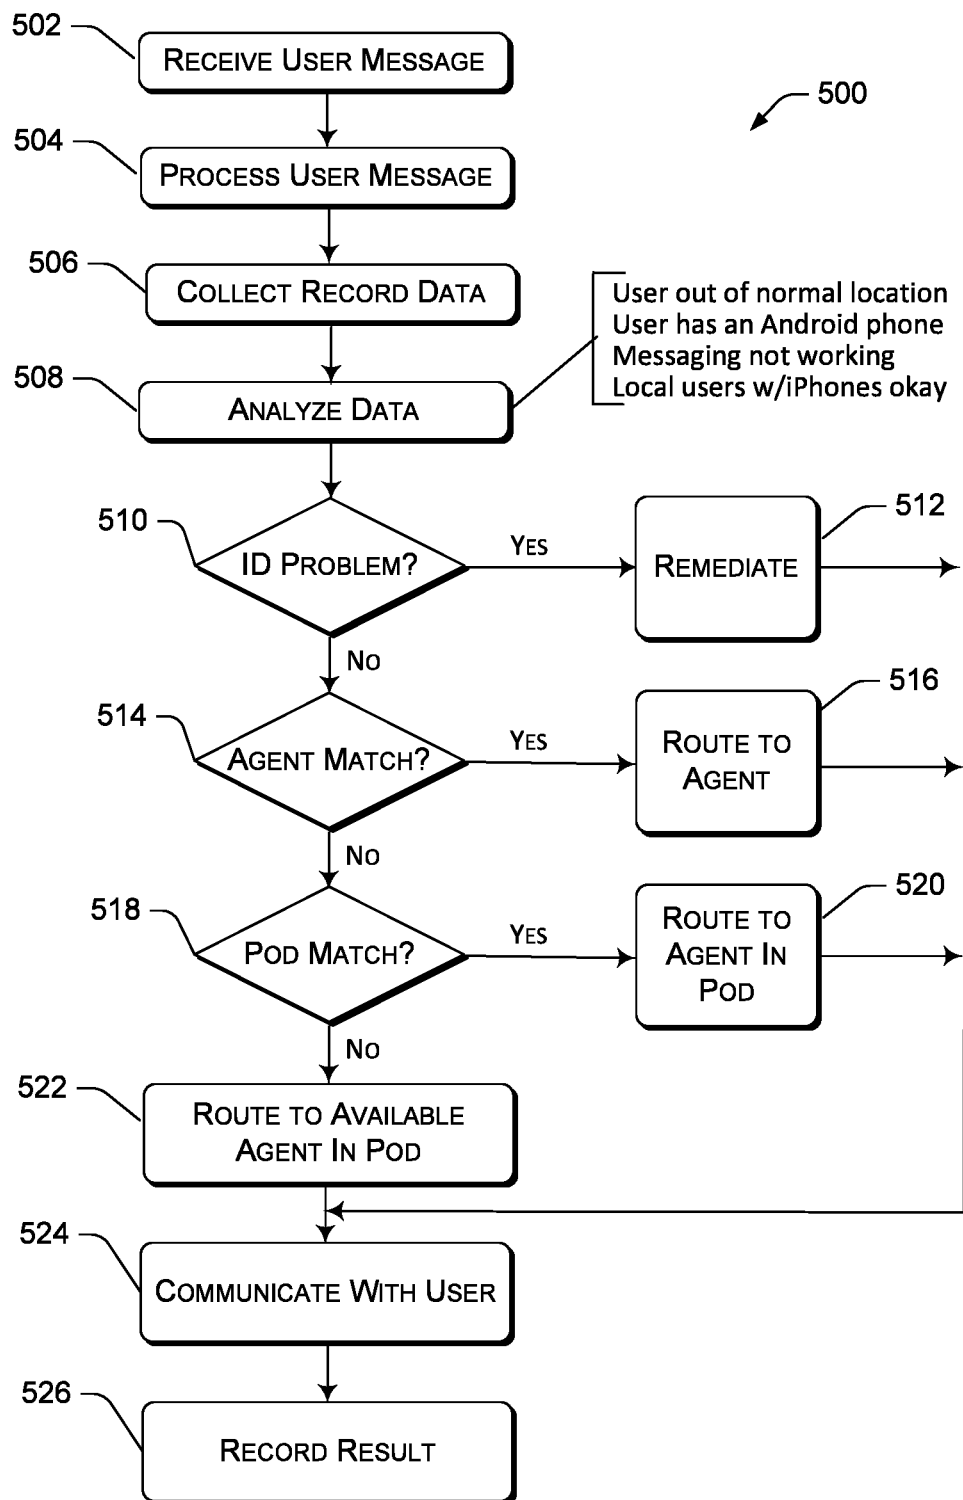 502
RECEIVE USER MESSAGE
500
504
PROCESS USER MESSAGE
506
COLLECT RECORD DATA
User out of normal location
User has an Android phone
Messaging not working
Local users w/iPhones okay
508
ANALYZE DATA
510
ID PROBLEM?
YES
512
REMEDIATE
NO
514
AGENT MATCH?
YES
516
ROUTE TO
AGENT
NO
518
POD MATCH?
YES
520
ROUTE TO
AGENT IN
POD
NO
522
ROUTE TO AVAILABLE
AGENT IN POD
524
COMMUNICATE WITH USER
526
RECORD RESULT